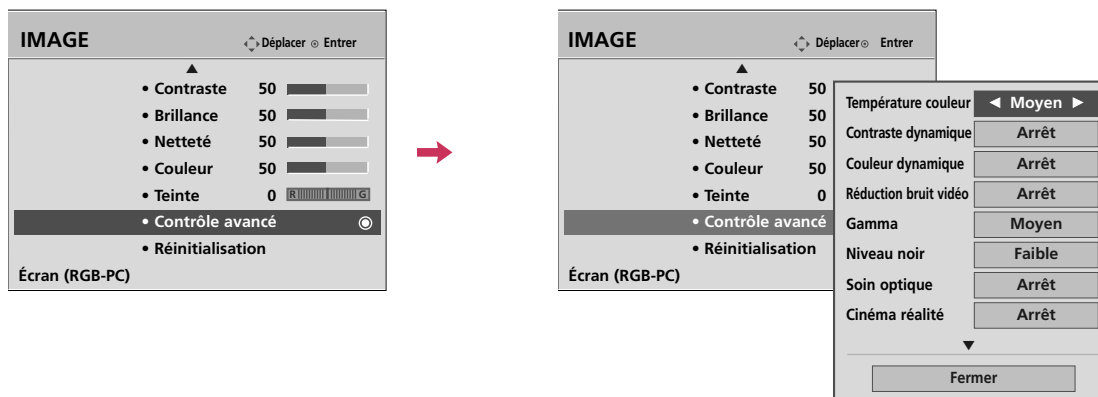 IMAGE
Déplacer Entrer
• Contraste 50
• Brillance 50
• Netteté 50
• Couleur 50
• Teinte 0 R G
• Contrôle avancé
• Réinitialisation
Écran (RGB-PC)
IMAGE
Déplacer Entrer
• Contraste 50
• Brillance 50
• Netteté 50
• Couleur 50
• Teinte 0
• Contrôle avancé
• Réinitialisation
Écran (RGB-PC)
Température couleur ◀ Moyen ▶
Contraste dynamique Arrêt
Couleur dynamique Arrêt
Réduction bruit vidéo Arrêt
Gamma Moyen
Niveau noir Faible
Soin optique Arrêt
Cinéma réalité Arrêt
Fermer